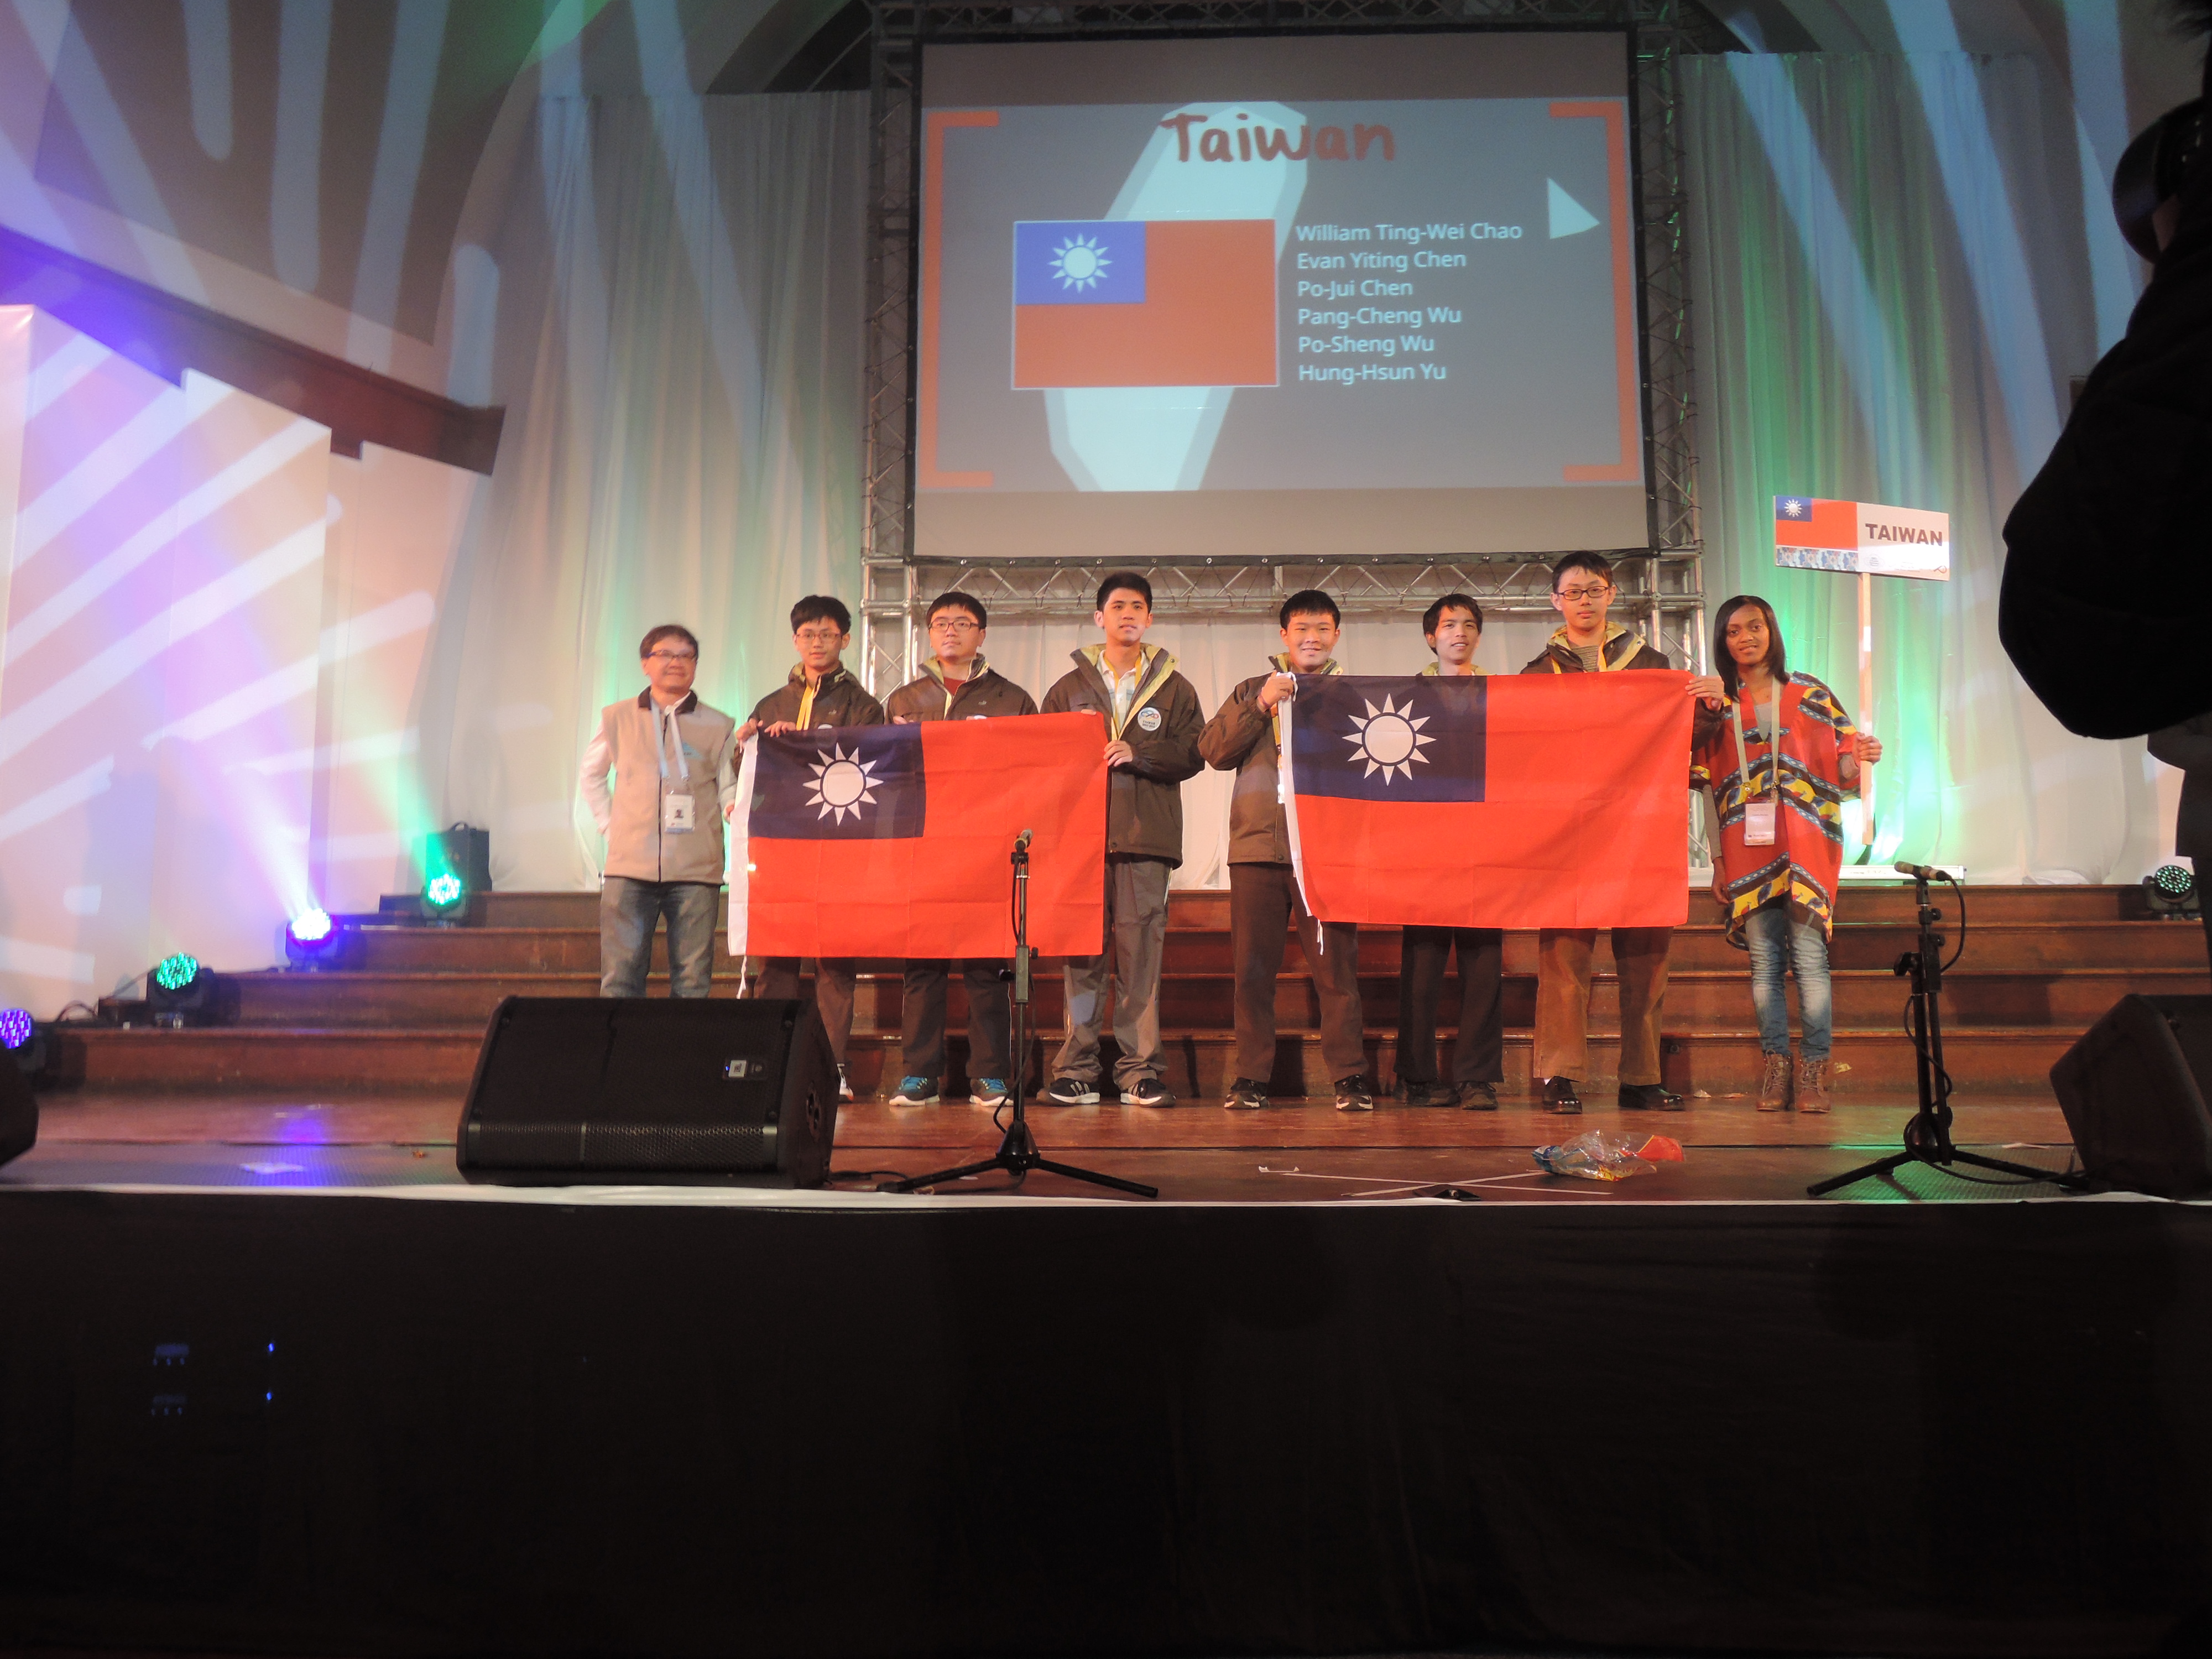 Taiwan
William Ting-Wei Chao
Evan Yiting Chen
Po-Jui Chen
Pang-Cheng Wu
Po-Sheng Wu
Hung-Hsun Yu
TAIWAN